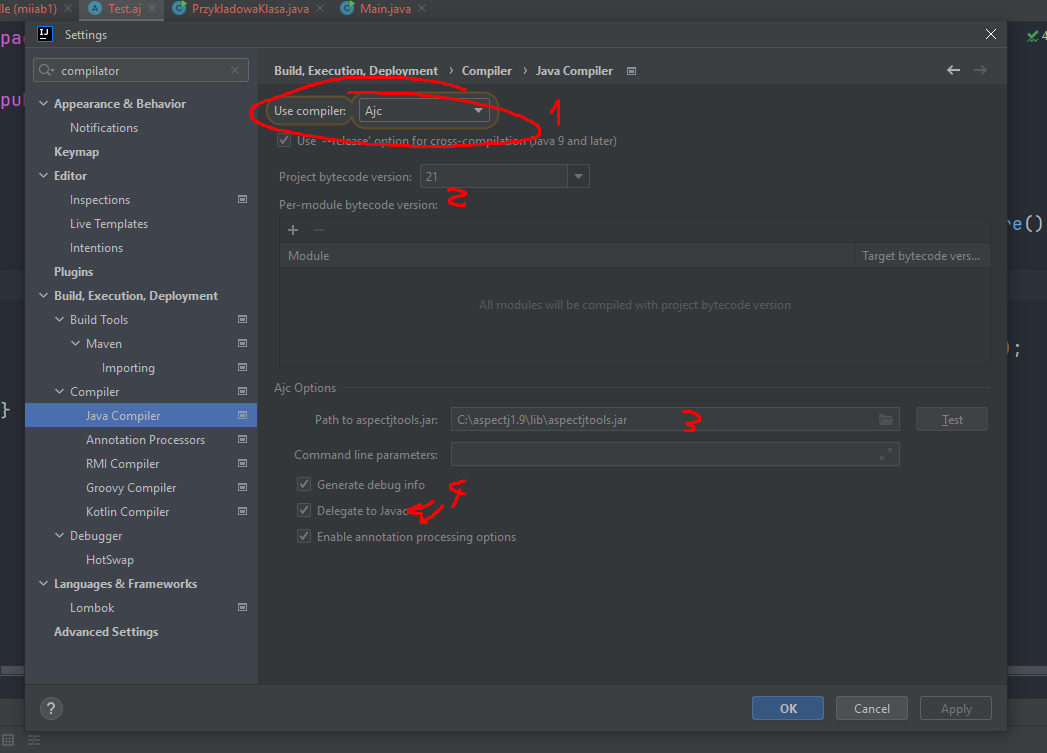 lle (miiab1) Test.aj PrzykladowaKlasa.java Main.java
Settings
4
compilator
Build, Execution, Deployment › Compiler › Java Compiler
Appearance & Behavior
Notifications
Keymap
Editor
Inspections
Live Templates
Intentions
Plugins
Build, Execution, Deployment
Build Tools
Maven
Importing
Compiler
Java Compiler
Annotation Processors
RMI Compiler
Groovy Compiler
Kotlin Compiler
Debugger
HotSwap
Languages & Frameworks
Lombok
Advanced Settings
Use compiler: Ajc 1
Use '--release' option for cross-compilation (Java 9 and later)
Project bytecode version: 21
Per-module bytecode version: 2
Module Target bytecode vers...
All modules will be compiled with project bytecode version
Ajc Options
Path to aspectjtools.jar: C:\aspectj1.9\lib\aspectjtools.jar 3 Test
Command line parameters:
Generate debug info
Delegate to Javac
Enable annotation processing options
pac
pul
re()
);
}
? OK Cancel Apply